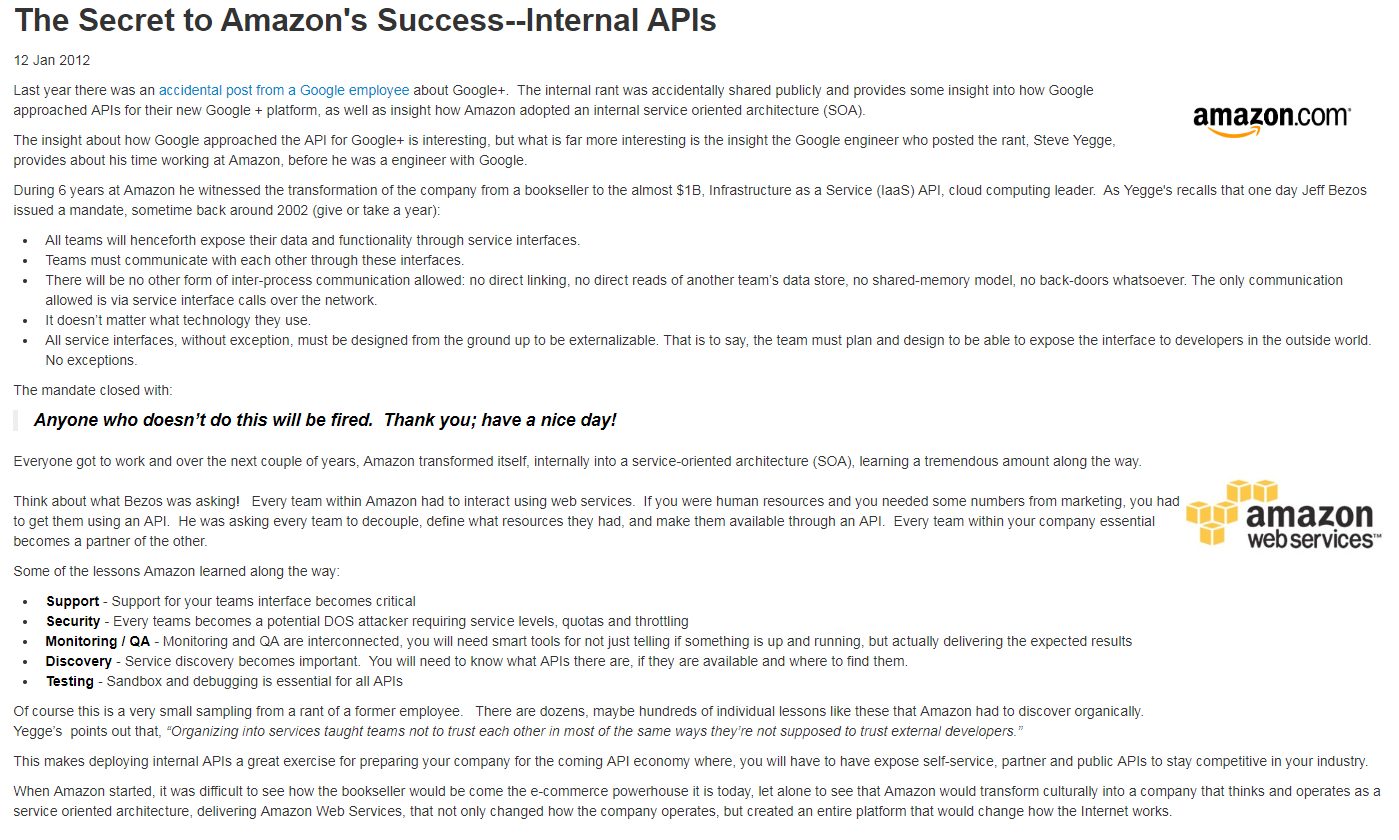 The Secret to Amazon's Success--Internal APIs
12 Jan 2012
Last year there was an accidental post from a Google employee about Google+.  The internal rant was accidentally shared publicly and provides some insight into how Google
approached APIs for their new Google + platform, as well as insight how Amazon adopted an internal service oriented architecture (SOA).
amazon.com
The insight about how Google approached the API for Google+ is interesting, but what is far more interesting is the insight the Google engineer who posted the rant, Steve Yegge,
provides about his time working at Amazon, before he was a engineer with Google.
During 6 years at Amazon he witnessed the transformation of the company from a bookseller to the almost $1B, Infrastructure as a Service (IaaS) API, cloud computing leader.  As Yegge's recalls that one day Jeff Bezos
issued a mandate, sometime back around 2002 (give or take a year):
• All teams will henceforth expose their data and functionality through service interfaces.
• Teams must communicate with each other through these interfaces.
• There will be no other form of inter-process communication allowed: no direct linking, no direct reads of another team’s data store, no shared-memory model, no back-doors whatsoever. The only communication
allowed is via service interface calls over the network.
• It doesn’t matter what technology they use.
• All service interfaces, without exception, must be designed from the ground up to be externalizable. That is to say, the team must plan and design to be able to expose the interface to developers in the outside world.
No exceptions.
The mandate closed with:
Anyone who doesn’t do this will be fired.  Thank you; have a nice day!
Everyone got to work and over the next couple of years, Amazon transformed itself, internally into a service-oriented architecture (SOA), learning a tremendous amount along the way.
Think about what Bezos was asking!   Every team within Amazon had to interact using web services.  If you were human resources and you needed some numbers from marketing, you had
to get them using an API.  He was asking every team to decouple, define what resources they had, and make them available through an API.  Every team within your company essential
becomes a partner of the other.
amazon
web services™
Some of the lessons Amazon learned along the way:
• Support - Support for your teams interface becomes critical
• Security - Every teams becomes a potential DOS attacker requiring service levels, quotas and throttling
• Monitoring / QA - Monitoring and QA are interconnected, you will need smart tools for not just telling if something is up and running, but actually delivering the expected results
• Discovery - Service discovery becomes important.  You will need to know what APIs there are, if they are available and where to find them.
• Testing - Sandbox and debugging is essential for all APIs
Of course this is a very small sampling from a rant of a former employee.   There are dozens, maybe hundreds of individual lessons like these that Amazon had to discover organically.
Yegge’s  points out that, “Organizing into services taught teams not to trust each other in most of the same ways they’re not supposed to trust external developers.”
This makes deploying internal APIs a great exercise for preparing your company for the coming API economy where, you will have to have expose self-service, partner and public APIs to stay competitive in your industry.
When Amazon started, it was difficult to see how the bookseller would be come the e-commerce powerhouse it is today, let alone to see that Amazon would transform culturally into a company that thinks and operates as a
service oriented architecture, delivering Amazon Web Services, that not only changed how the company operates, but created an entire platform that would change how the Internet works.